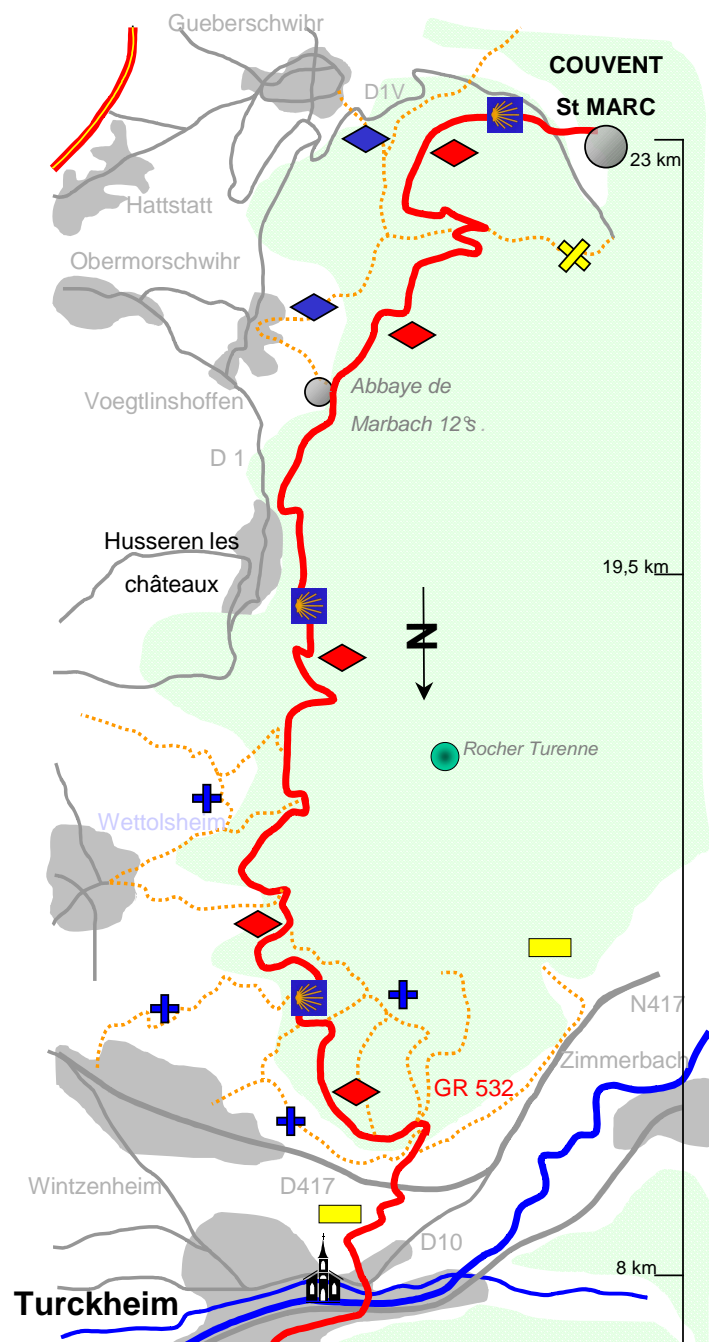 Gueberschwihr
D1V
COUVENT
St MARC
23 km
Hattstatt
Obermorschwihr
Voegtlinshoffen
Abbaye de
Marbach 12°s .
D 1
Husseren les
châteaux
19,5 km
N
Rocher Turenne
Wettolsheim
N417
Zimmerbach
GR 532
Wintzenheim
D417
D10
8 km
Turckheim